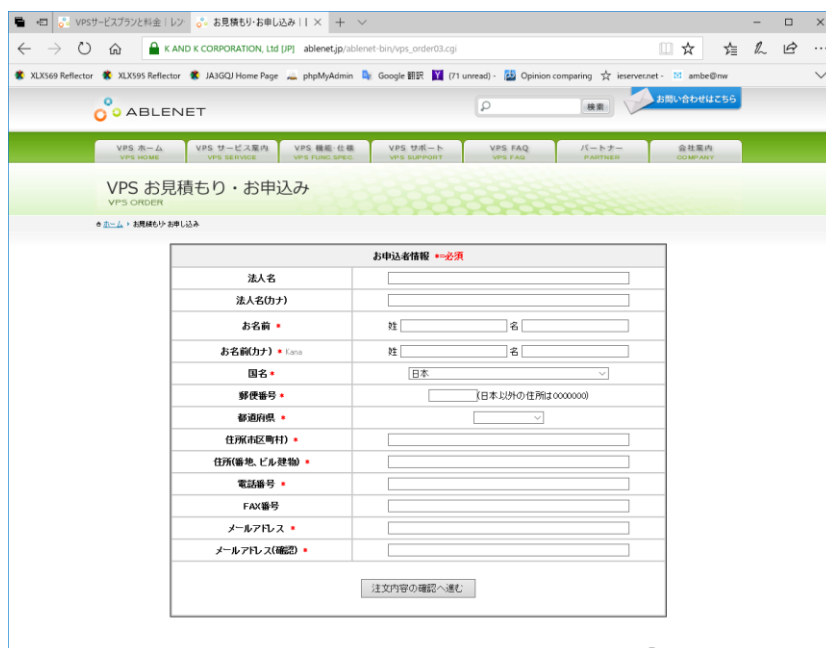 VPSサービスプランと料金｜レン
お見積もり・お申し込み｜ |
K AND K CORPORATION, Ltd [JP] ablenet.jp/ablenet-bin/vps_order03.cgi
XLX569 Reflector XLX595 Reflector JA3GQJ Home Page phpMyAdmin Google 翻訳 (71 unread) - Opinion comparing ieserver.net - ambe@nw
ABLENET
検索
お問い合わせはこちら
VPS ホーム VPS サービス案内 VPS 機能・仕様 VPS サポート VPS FAQ パートナー 会社案内
VPS HOME VPS SERVICE VPS FUNC.SPEC. VPS SUPPORT VPS FAQ PARTNER COMPANY
VPS お見積もり・お申込み
VPS ORDER
ホーム › お見積もり・お申し込み
お申込者情報 *=必須
法人名
法人名(カナ)
お名前 * 姓 名
お名前(カナ) * Kana 姓 名
国名 * 日本
郵便番号 * (日本以外の住所は0000000)
都道府県 *
住所(市区町村) *
住所(番地、ビル建物) *
電話番号 *
FAX番号
メールアドレス *
メールアドレス(確認) *
注文内容の確認へ進む